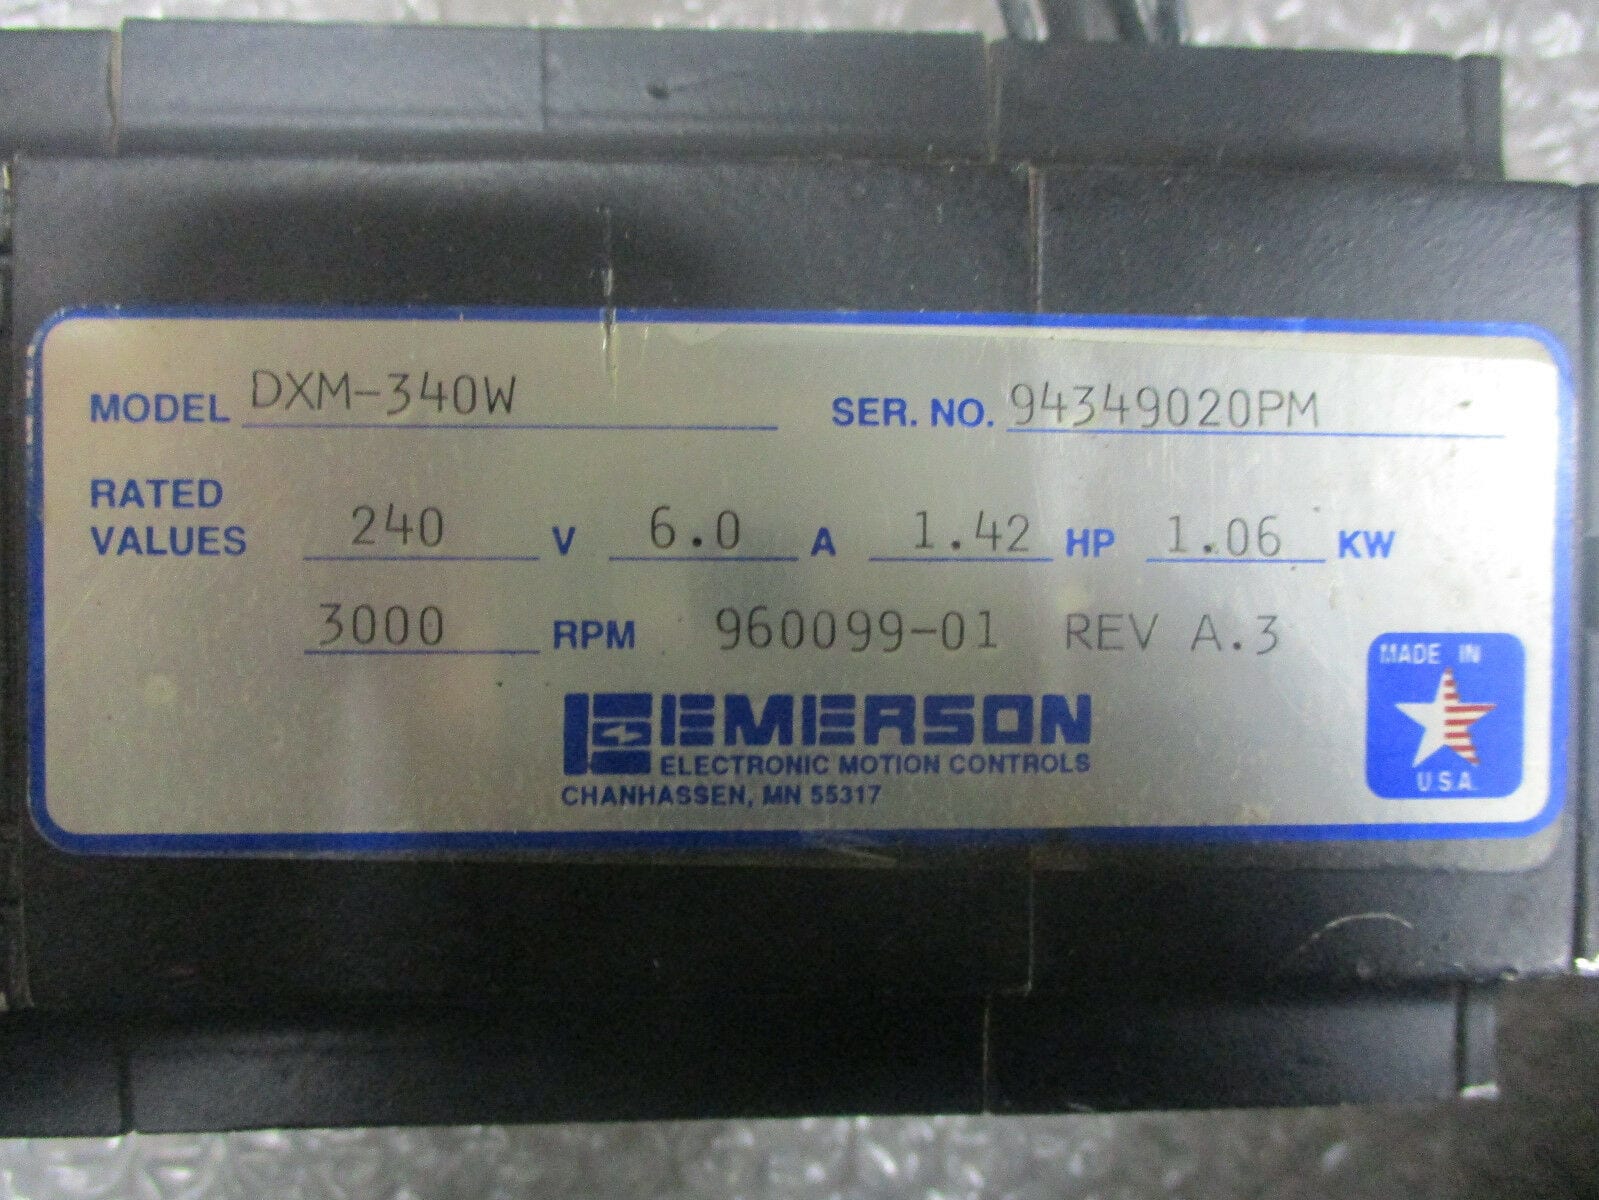 MODEL DXM-340W SER. NO. 94349020PM
RATED
VALUES 240 V 6.0 A 1.42 HP 1.06 KW
3000 RPM 960099-01 REV A.3
EMERSON
ELECTRONIC MOTION CONTROLS
CHANHASSEN, MN 55317
MADE IN
U.S.A.